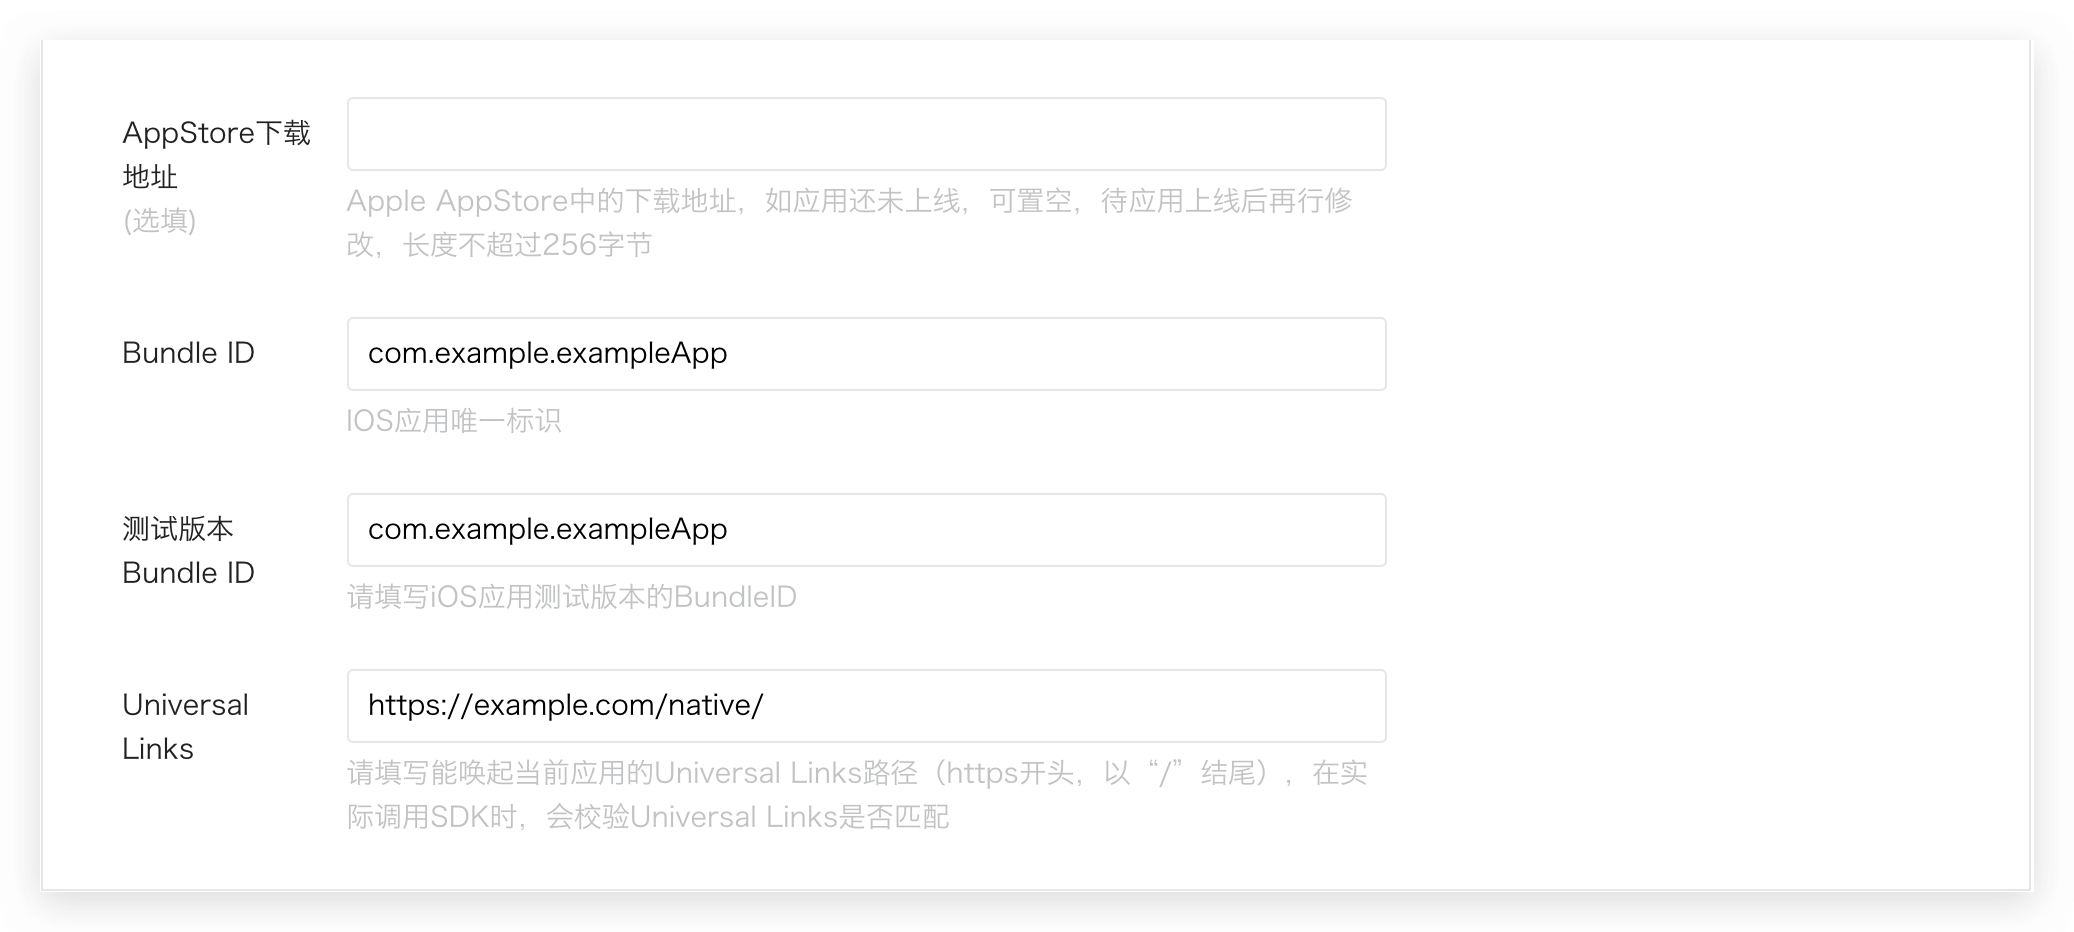 AppStore下载
地址
(选填)
Apple AppStore中的下载地址，如应用还未上线，可置空，待应用上线后再行修
改，长度不超过256字节
Bundle ID
com.example.exampleApp
IOS应用唯一标识
测试版本
Bundle ID
com.example.exampleApp
请填写iOS应用测试版本的BundleID
Universal
Links
https://example.com/native/
请填写能唤起当前应用的Universal Links路径（https开头，以“/”结尾），在实
际调用SDK时，会校验Universal Links是否匹配